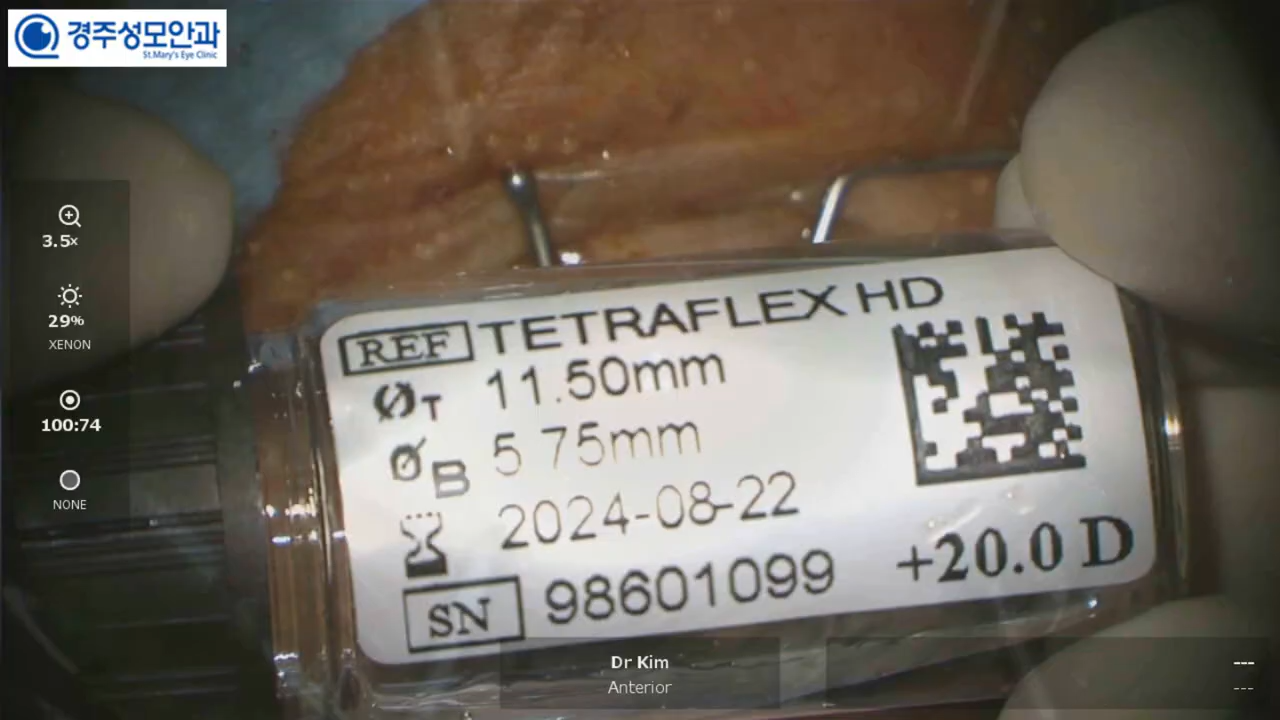 경주성모안과
St.Mary's Eye Clinic
3.5×
29%
XENON
100:74
NONE
REF TETRAFLEX HD
ØT 11.50mm
ØB 5 75mm
2024-08-22
SN 98601099
+20.0 D
Dr Kim
Anterior
---
---